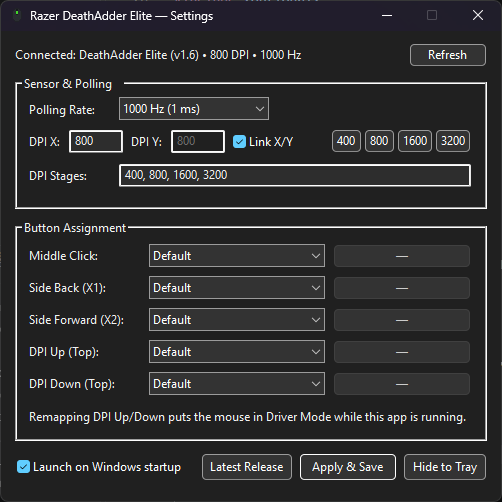 Razer DeathAdder Elite — Settings
Connected: DeathAdder Elite (v1.6) • 800 DPI • 1000 Hz Refresh
Sensor & Polling
Polling Rate: 1000 Hz (1 ms)
DPI X: 800 DPI Y: 800 Link X/Y 400 800 1600 3200
DPI Stages: 400, 800, 1600, 3200
Button Assignment
Middle Click: Default —
Side Back (X1): Default —
Side Forward (X2): Default —
DPI Up (Top): Default —
DPI Down (Top): Default —
Remapping DPI Up/Down puts the mouse in Driver Mode while this app is running.
Launch on Windows startup Latest Release Apply & Save Hide to Tray